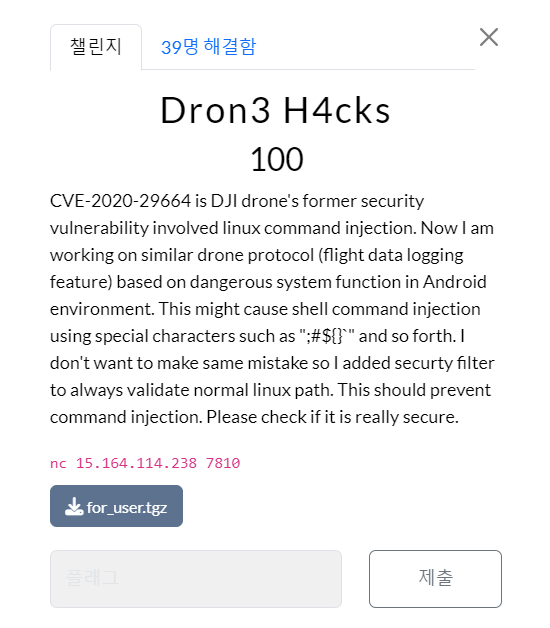 챌린지
39명 해결함
Dron3 H4cks
100
CVE-2020-29664 is DJI drone's former security
vulnerability involved linux command injection. Now I am
working on similar drone protocol (flight data logging
feature) based on dangerous system function in Android
environment. This might cause shell command injection
using special characters such as ";#${}`" and so forth. I
don't want to make same mistake so I added securty filter
to always validate normal linux path. This should prevent
command injection. Please check if it is really secure.
nc 15.164.114.238 7810
for_user.tgz
플래그
제출